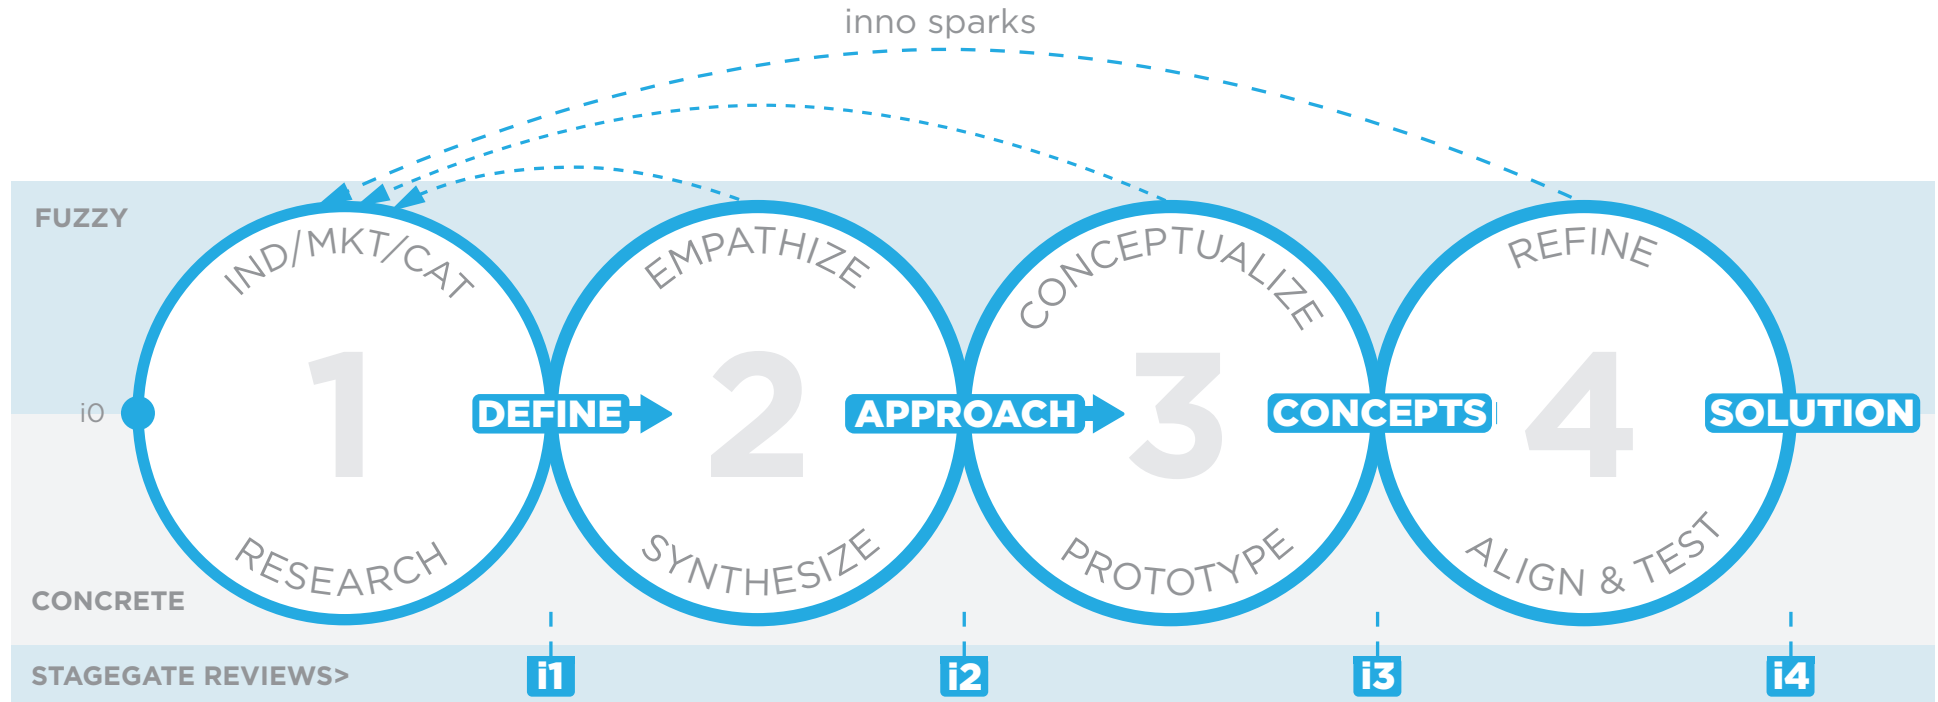 inno sparks
FUZZY
IND/MKT/CAT
EMPATHIZE
CONCEPTUALIZE
REFINE
1
2
3
4
i0
DEFINE
APPROACH
CONCEPTS
SOLUTION
RESEARCH
SYNTHESIZE
PROTOTYPE
ALIGN & TEST
CONCRETE
STAGEGATE REVIEWS>
i1
i2
i3
i4